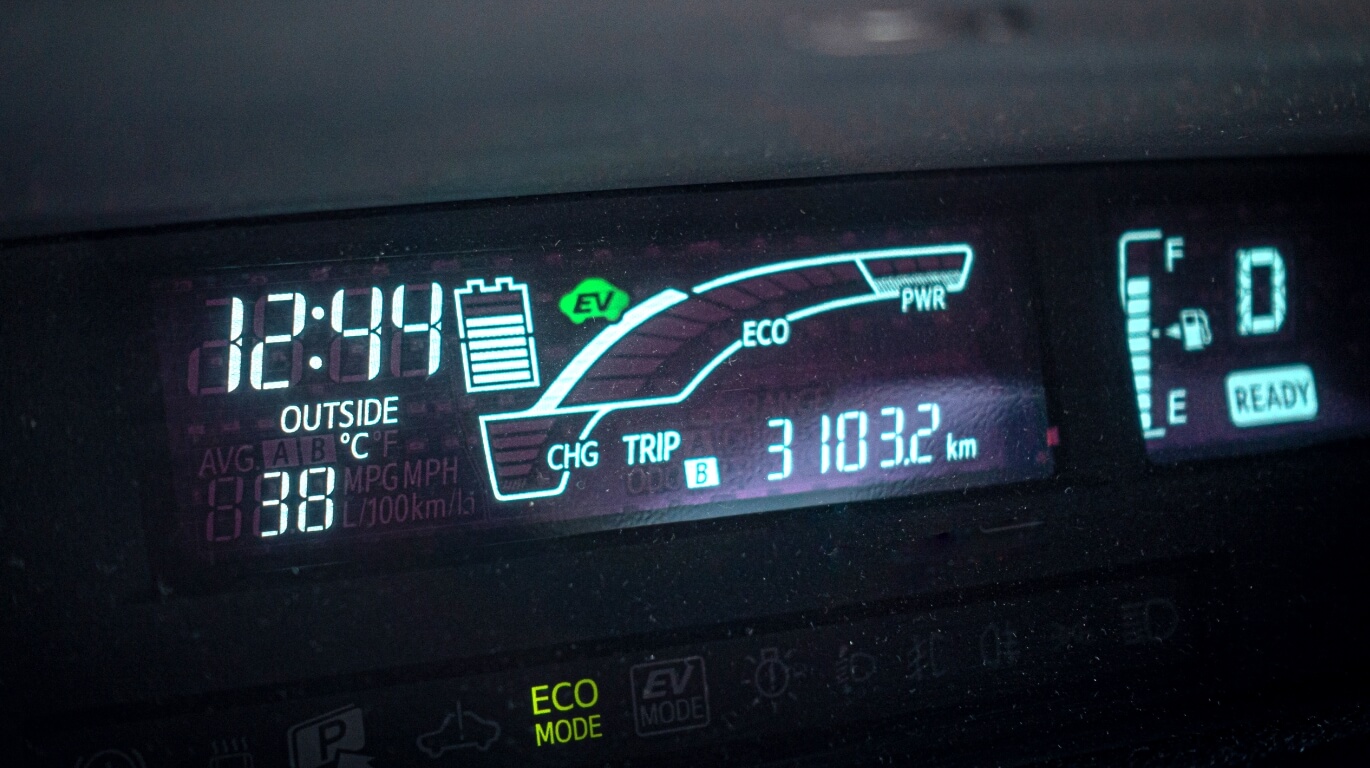 12:44
OUTSIDE
°C °F
AVG. A B
38
MPG MPH
L/100km/h
EV
PWR
ECO
CHG
TRIP B 3103.2 km
F
E
D
READY
ECO
MODE
P
EV
MODE